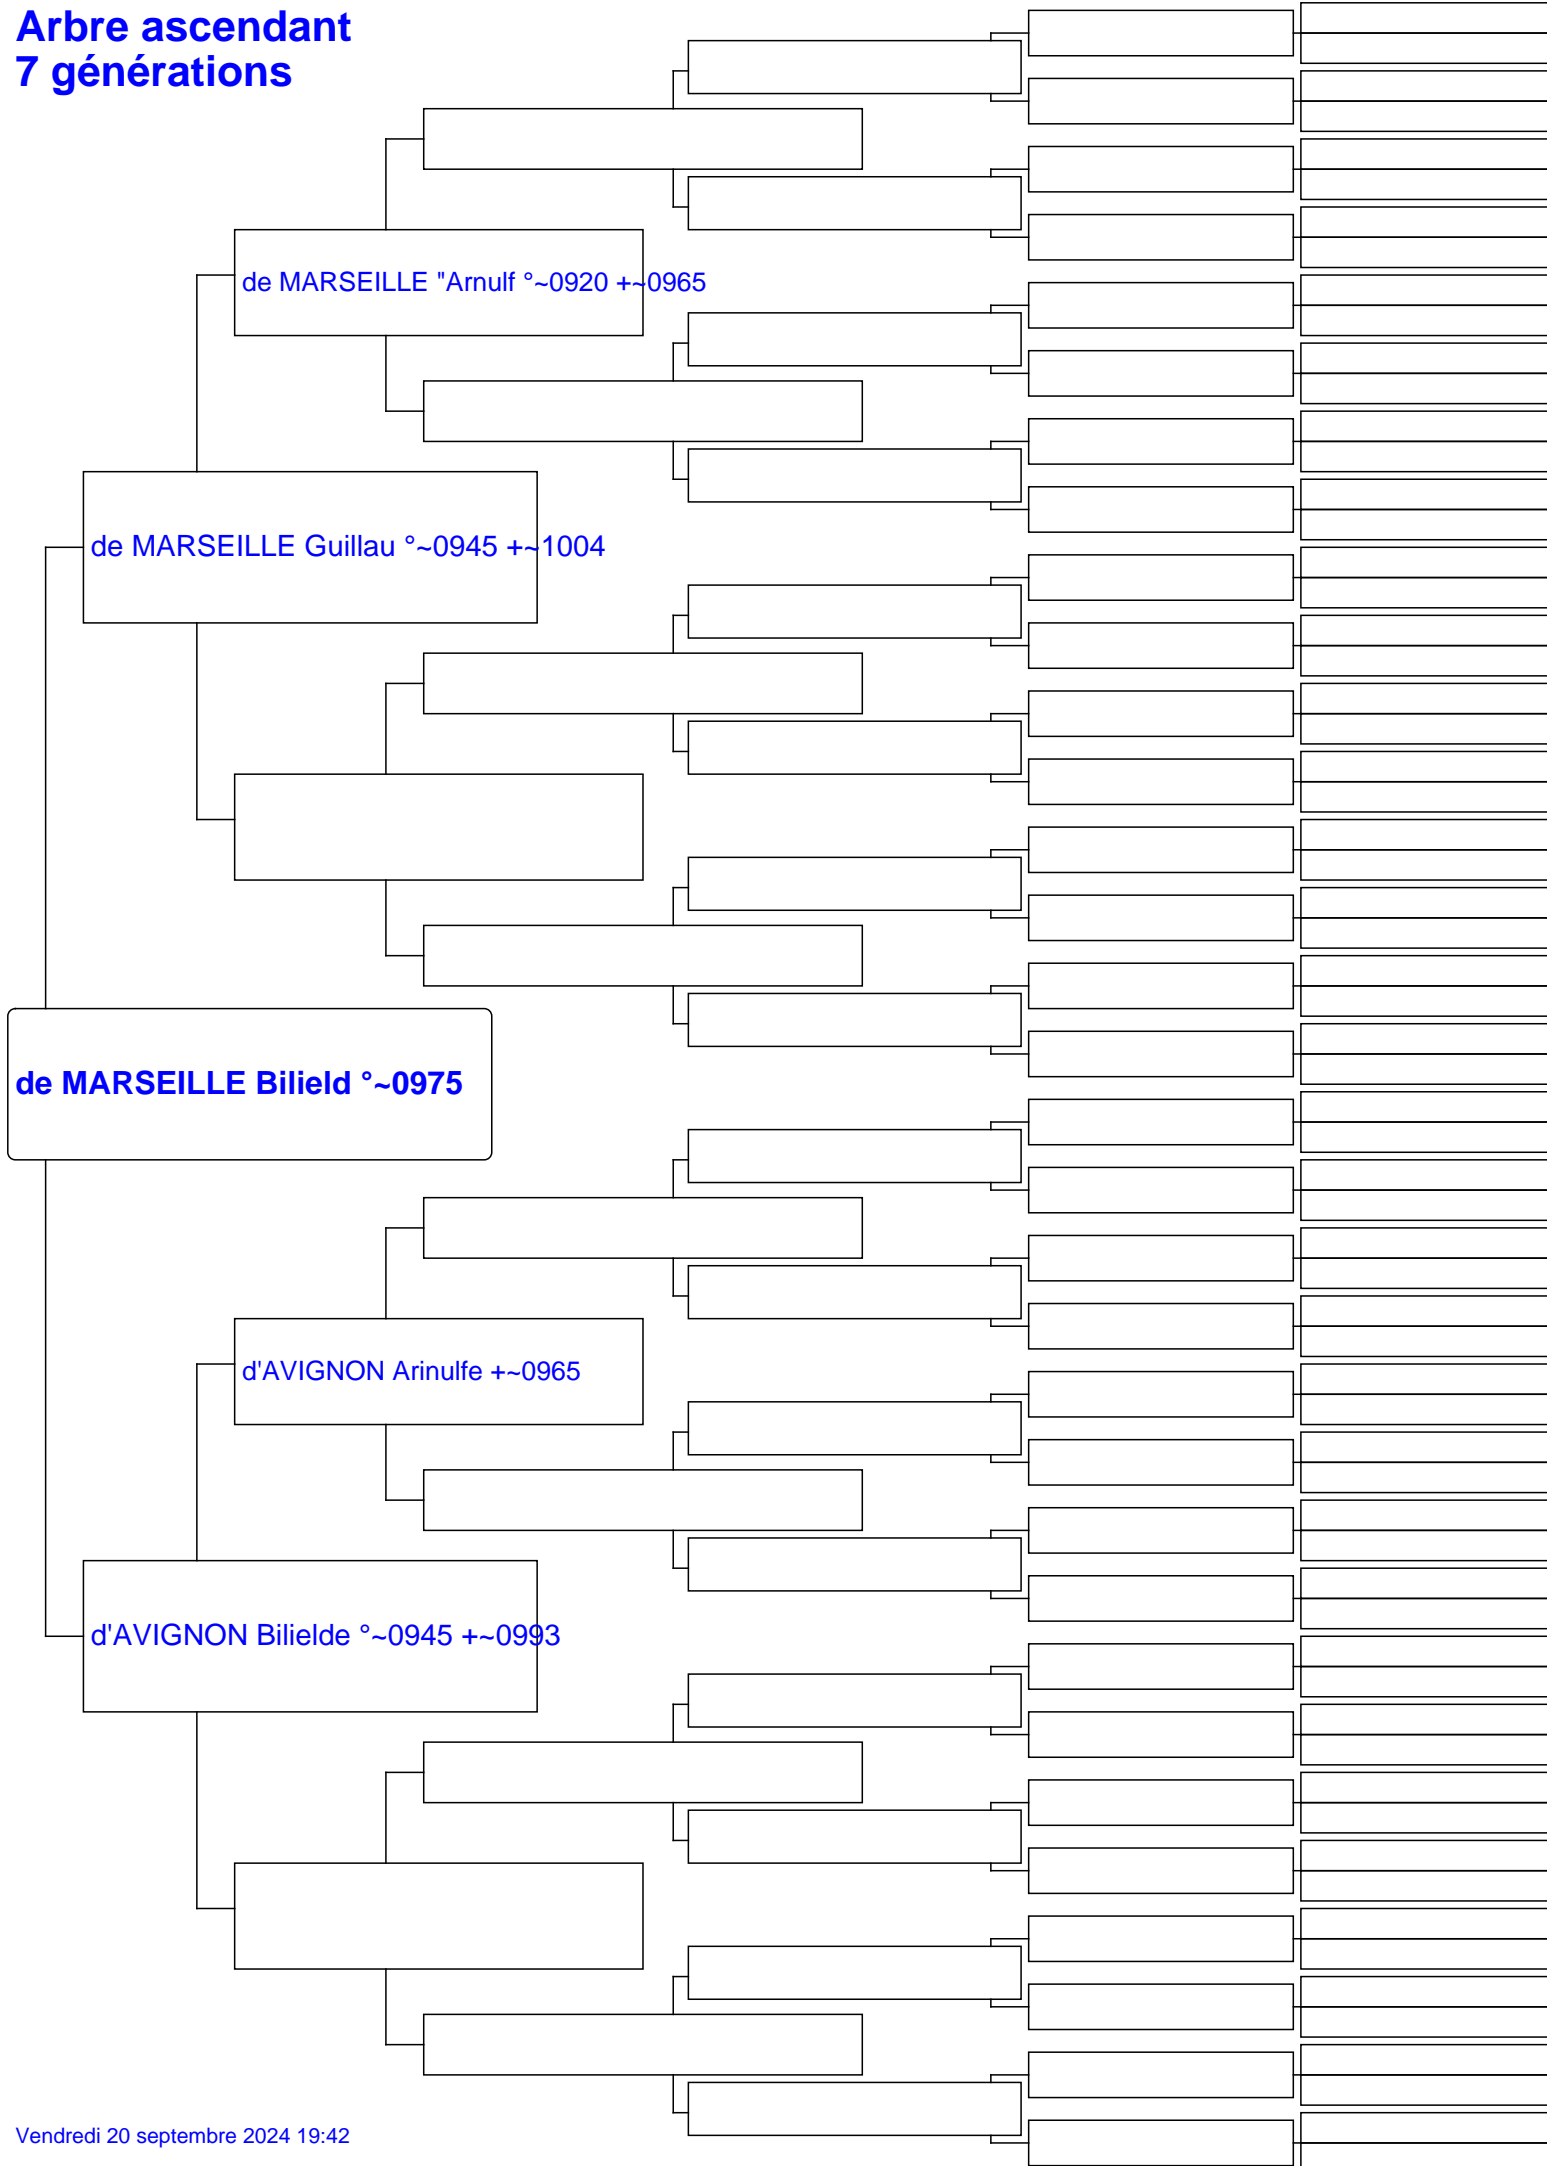 Arbre ascendant
7 générations
de MARSEILLE "Arnulf °~0920 +~0965
de MARSEILLE Guillau °~0945 +~1004
de MARSEILLE Bilield °~0975
d'AVIGNON Arinulfe +~0965
d'AVIGNON Bilielde °~0945 +~0993
Vendredi 20 septembre 2024 19:42